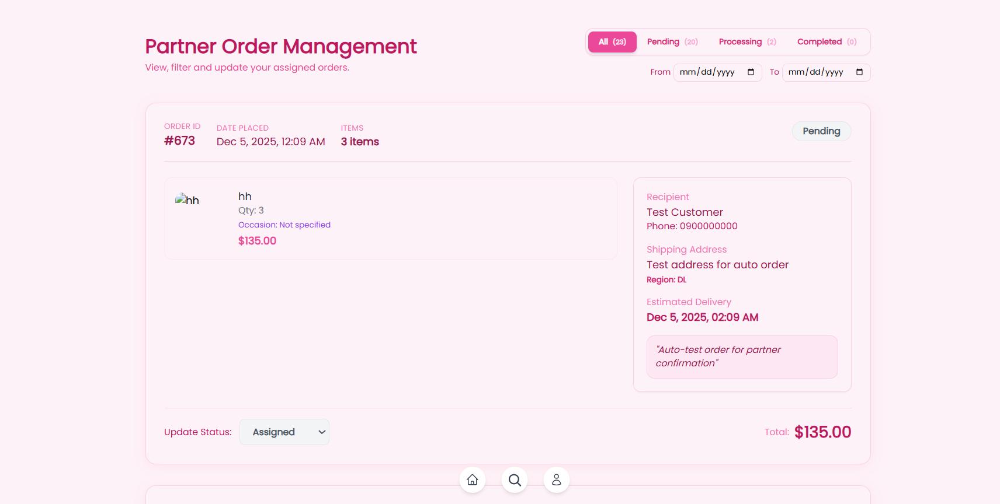 Partner Order Management
View, filter and update your assigned orders.
All (23) Pending (20) Processing (2) Completed (0)
From mm/dd/yyyy To mm/dd/yyyy
ORDER ID DATE PLACED ITEMS
#673 Dec 5, 2025, 12:09 AM 3 items
Pending
hh
hh
Qty: 3
Occasion: Not specified
$135.00
Recipient
Test Customer
Phone: 0900000000
Shipping Address
Test address for auto order
Region: DL
Estimated Delivery
Dec 5, 2025, 02:09 AM
"Auto-test order for partner
confirmation"
Update Status: Assigned
Total: $135.00